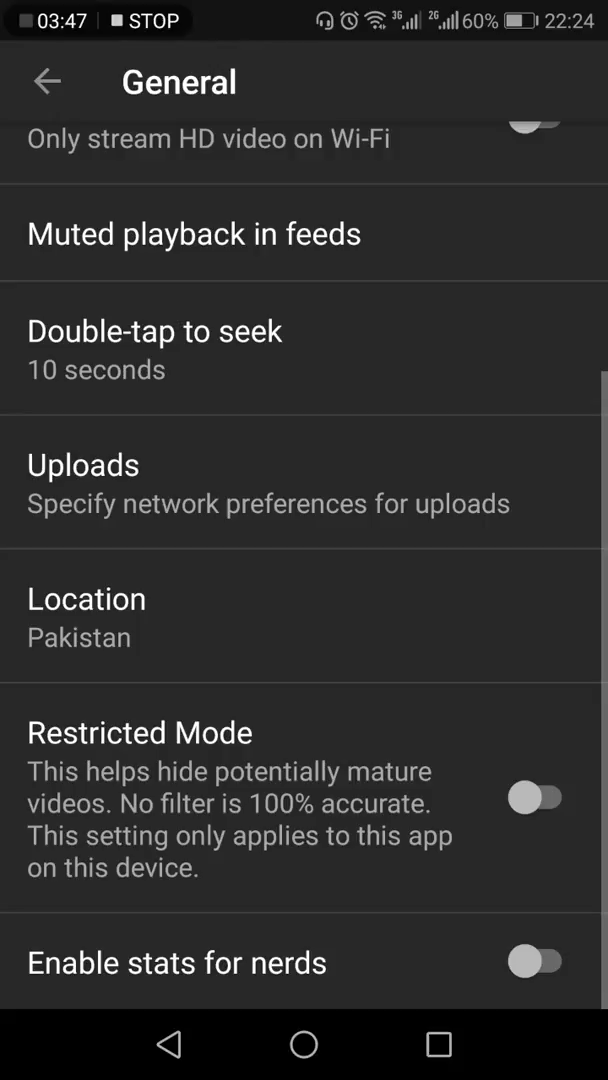 03:47 STOP 3G 2G 60% 22:24
General
Only stream HD video on Wi-Fi
Muted playback in feeds
Double-tap to seek
10 seconds
Uploads
Specify network preferences for uploads
Location
Pakistan
Restricted Mode
This helps hide potentially mature
videos. No filter is 100% accurate.
This setting only applies to this app
on this device.
Enable stats for nerds